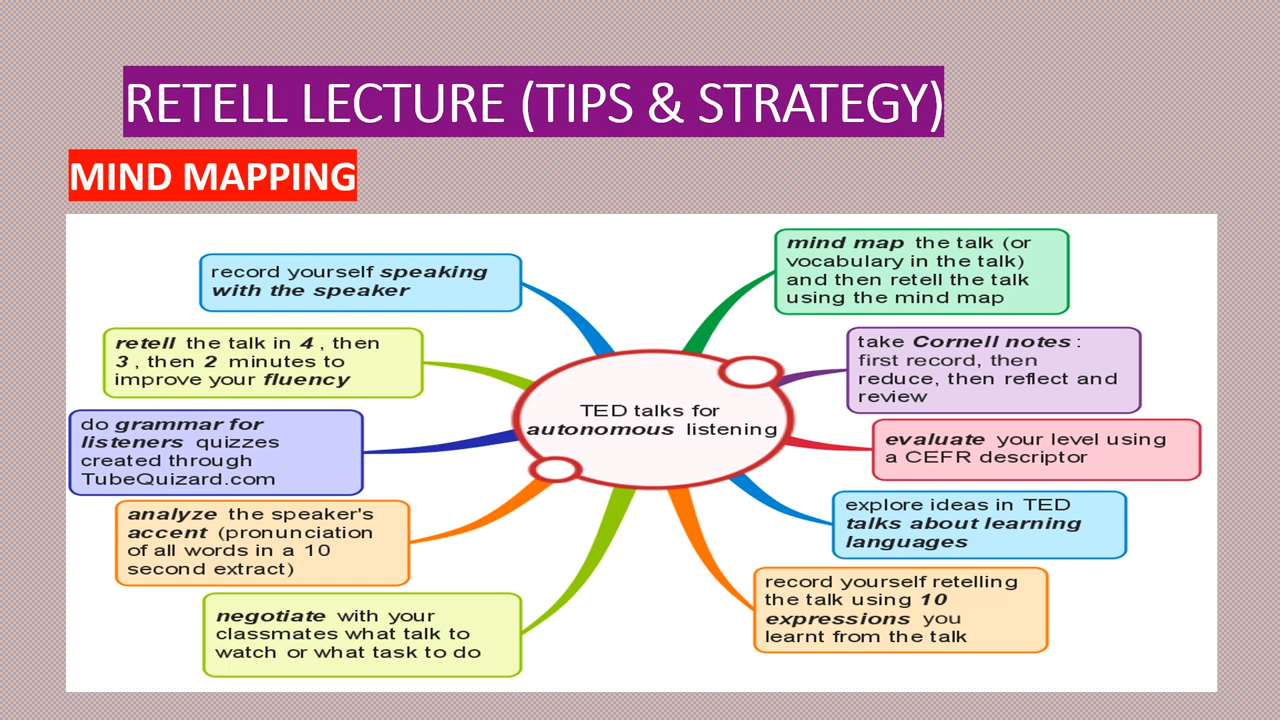 RETELL LECTURE (TIPS & STRATEGY)
MIND MAPPING
record yourself speaking
with the speaker
retell the talk in 4 , then
3 , then 2 minutes to
improve your fluency
do grammar for
listeners quizzes
created through
TubeQuizard.com
analyze the speaker's
accent (pronunciation
of all words in a 10
second extract)
negotiate with your
classmates what talk to
watch or what task to do
TED talks for
autonomous listening
mind map the talk (or
vocabulary in the talk)
and then retell the talk
using the mind map
take Cornell notes :
first record, then
reduce, then reflect and
review
evaluate your level using
a CEFR descriptor
explore ideas in TED
talks about learning
languages
record yourself retelling
the talk using 10
expressions you
learnt from the talk